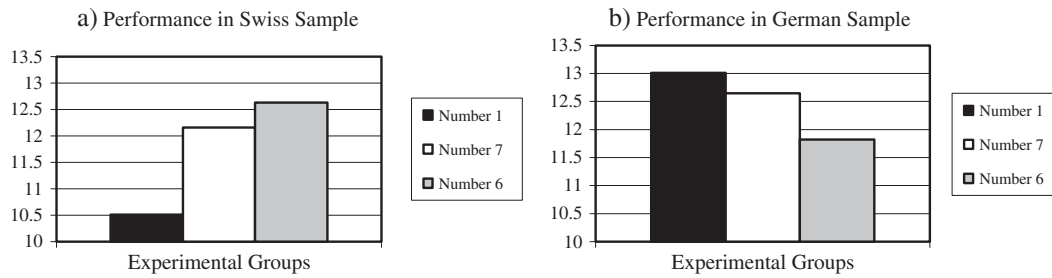 a) Performance in Swiss Sample
13.5
13
12.5
12
11.5
11
10.5
10
Experimental Groups
Number 1
Number 7
Number 6
b) Performance in German Sample
13.5
13
12.5
12
11.5
11
10.5
10
Experimental Groups
Number 1
Number 7
Number 6